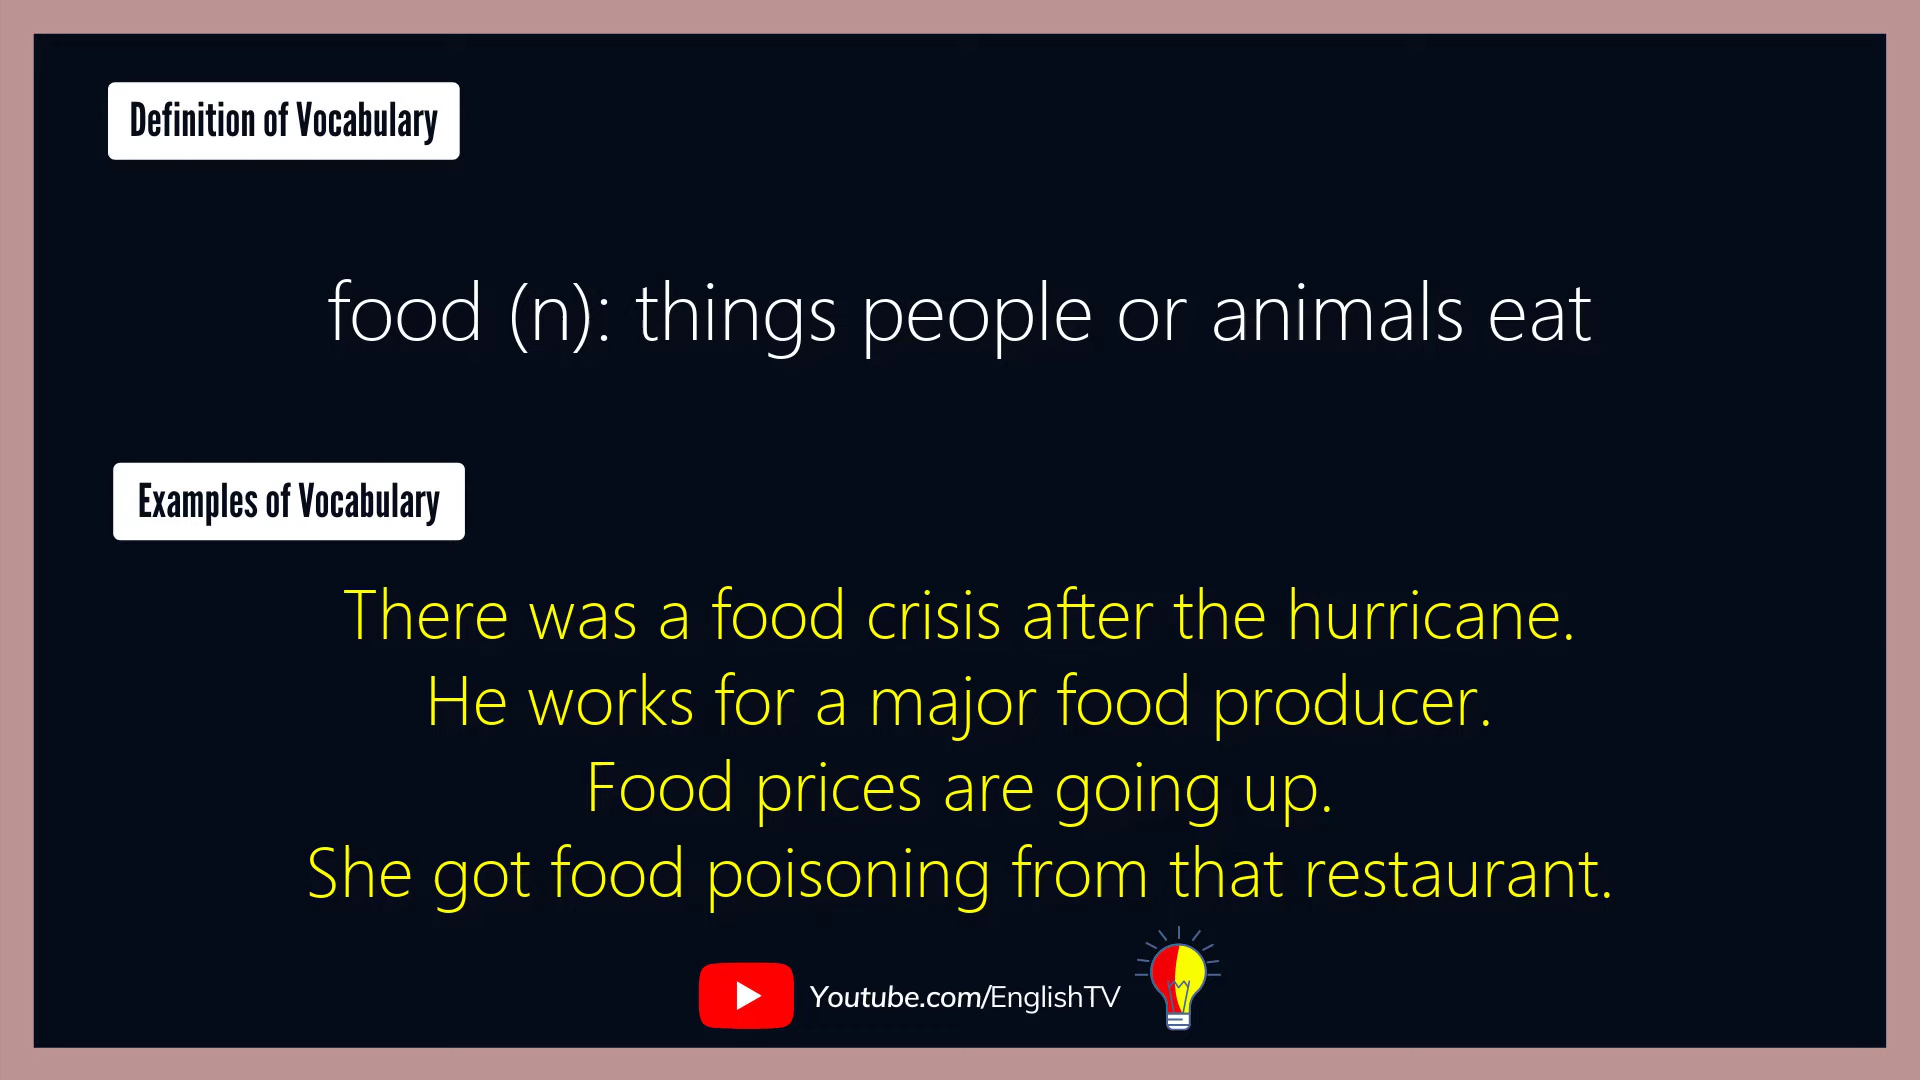 Definition of Vocabulary
food (n): things people or animals eat
Examples of Vocabulary
There was a food crisis after the hurricane.
He works for a major food producer.
Food prices are going up.
She got food poisoning from that restaurant.
Youtube.com/EnglishTV